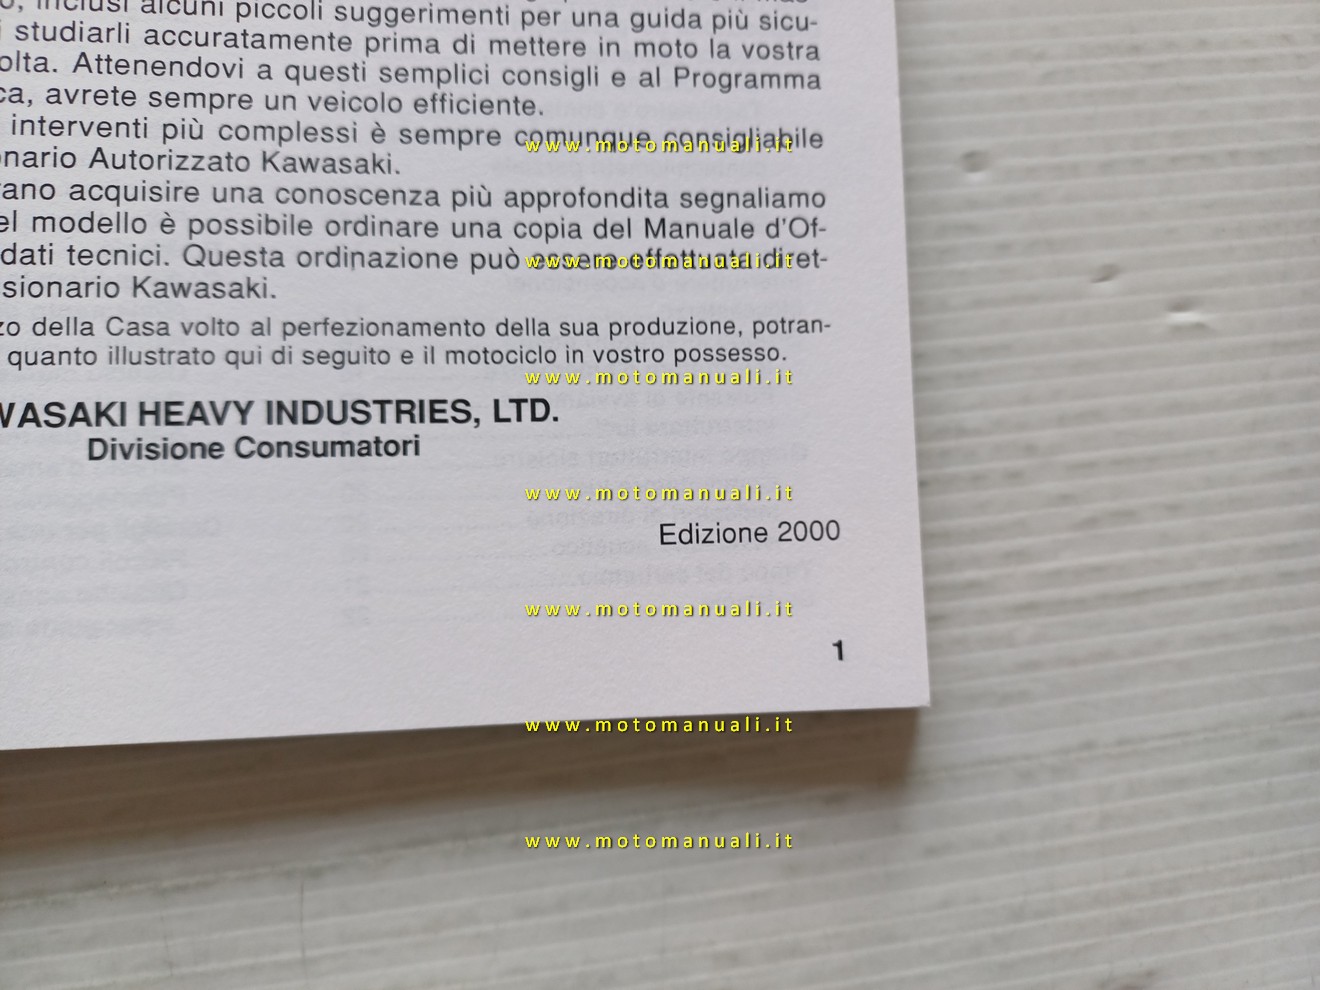 inclusi alcuni piccoli suggerimenti per una guida più sicu-
studiarli accuratamente prima di mettere in moto la vostra
olta. Attenendovi a questi semplici consigli e al Programma
ca, avrete sempre un veicolo efficiente.
interventi più complessi è sempre comunque consigliabile
www.motomanuali.it
onario Autorizzato Kawasaki.
ano acquisire una conoscenza più approfondita segnaliamo
el modello è possibile ordinare una copia del Manuale d'Of-
dati tecnici. Questa ordinazione può essere effettuata diret-
www.motomanuali.it
sionario Kawasaki.
zo della Casa volto al perfezionamento della sua produzione, potran-
quanto illustrato qui di seguito e il motociclo in vostro possesso.
www.motomanuali.it
WASAKI HEAVY INDUSTRIES, LTD.
Divisione Consumatori
www.motomanuali.it
Edizione 2000
www.motomanuali.it
1
www.motomanuali.it
www.motomanuali.it